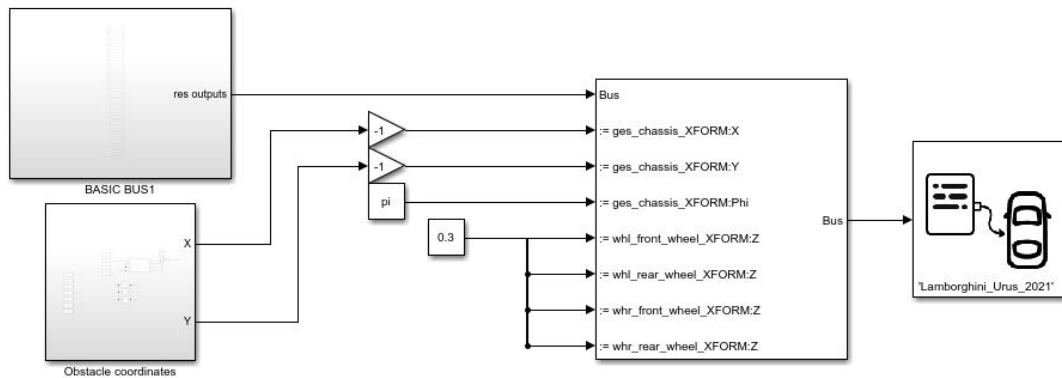 res outputs
BASIC BUS1
X
Y
Obstacle coordinates
-1
-1
pi
0.3
Bus
:= ges_chassis_XFORM:X
:= ges_chassis_XFORM:Y
:= ges_chassis_XFORM:Phi
:= whl_front_wheel_XFORM:Z
:= whl_rear_wheel_XFORM:Z
:= whr_front_wheel_XFORM:Z
:= whr_rear_wheel_XFORM:Z
Bus
'Lamborghini_Urus_2021'